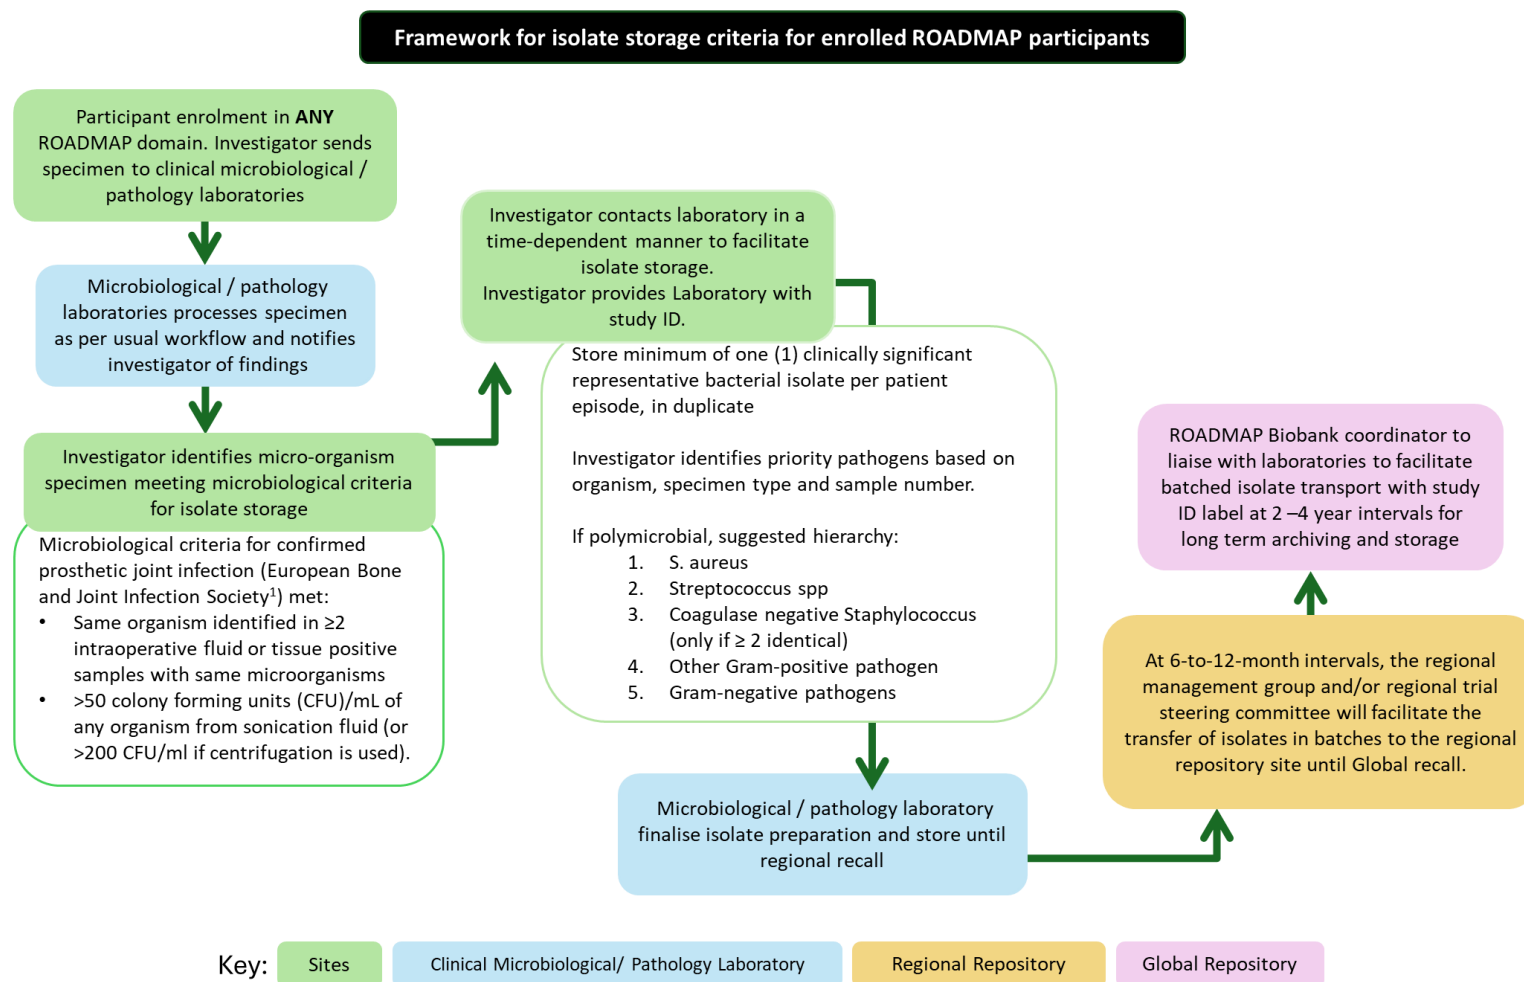 Framework for isolate storage criteria for enrolled ROADMAP participants
Participant enrolment in ANY
ROADMAP domain. Investigator sends
specimen to clinical microbiological /
pathology laboratories
Microbiological / pathology
laboratories processes specimen
as per usual workflow and notifies
investigator of findings
Investigator identifies micro-organism
specimen meeting microbiological criteria
for isolate storage
Microbiological criteria for confirmed
prosthetic joint infection (European Bone
and Joint Infection Society¹) met:
• Same organism identified in ≥2
intraoperative fluid or tissue positive
samples with same microorganisms
• >50 colony forming units (CFU)/mL of
any organism from sonication fluid (or
>200 CFU/ml if centrifugation is used).
Investigator contacts laboratory in a
time-dependent manner to facilitate
isolate storage.
Investigator provides Laboratory with
study ID.
Store minimum of one (1) clinically significant
representative bacterial isolate per patient
episode, in duplicate
Investigator identifies priority pathogens based on
organism, specimen type and sample number.
If polymicrobial, suggested hierarchy:
1. S. aureus
2. Streptococcus spp
3. Coagulase negative Staphylococcus
(only if ≥ 2 identical)
4. Other Gram-positive pathogen
5. Gram-negative pathogens
Microbiological / pathology laboratory
finalise isolate preparation and store until
regional recall
At 6-to-12-month intervals, the regional
management group and/or regional trial
steering committee will facilitate the
transfer of isolates in batches to the regional
repository site until Global recall.
ROADMAP Biobank coordinator to
liaise with laboratories to facilitate
batched isolate transport with study
ID label at 2 –4 year intervals for
long term archiving and storage
Key:
Sites
Clinical Microbiological/ Pathology Laboratory
Regional Repository
Global Repository